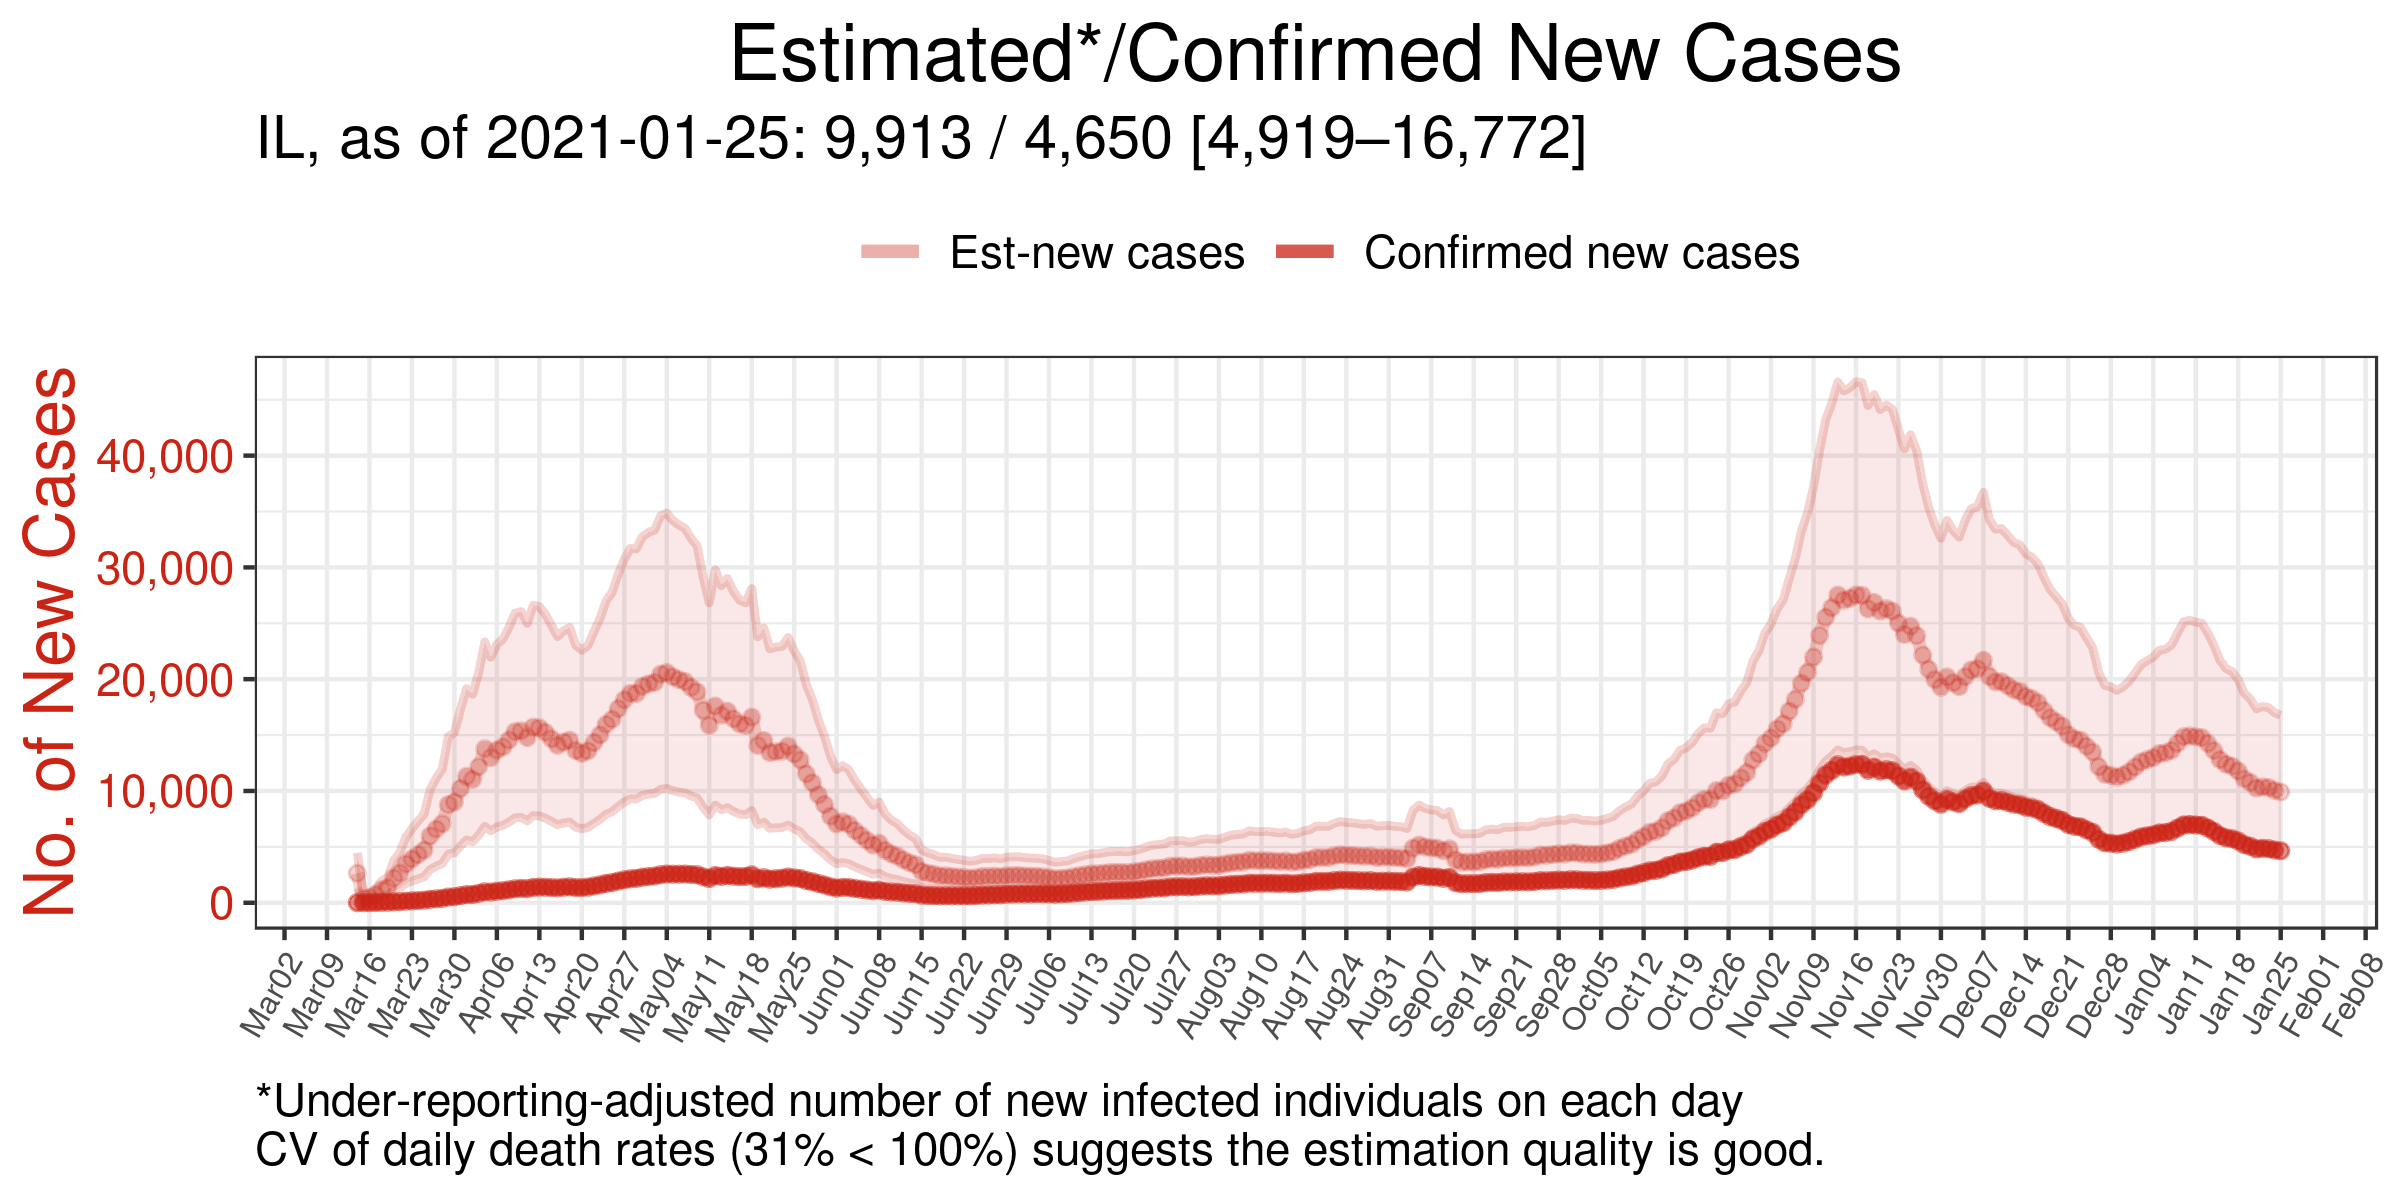 Estimated*/Confirmed New Cases
IL, as of 2021-01-25: 9,913 / 4,650 [4,919–16,772]
Est-new cases
Confirmed new cases
No. of New Cases
40,000
30,000
20,000
10,000
0
Mar02
Mar09
Mar16
Mar23
Mar30
Apr06
Apr13
Apr20
Apr27
May04
May11
May18
May25
Jun01
Jun08
Jun15
Jun22
Jun29
Jul06
Jul13
Jul20
Jul27
Aug03
Aug10
Aug17
Aug24
Aug31
Sep07
Sep14
Sep21
Sep28
Oct05
Oct12
Oct19
Oct26
Nov02
Nov09
Nov16
Nov23
Nov30
Dec07
Dec14
Dec21
Dec28
Jan04
Jan11
Jan18
Jan25
Feb01
Feb08
*Under-reporting-adjusted number of new infected individuals on each day
CV of daily death rates (31% < 100%) suggests the estimation quality is good.